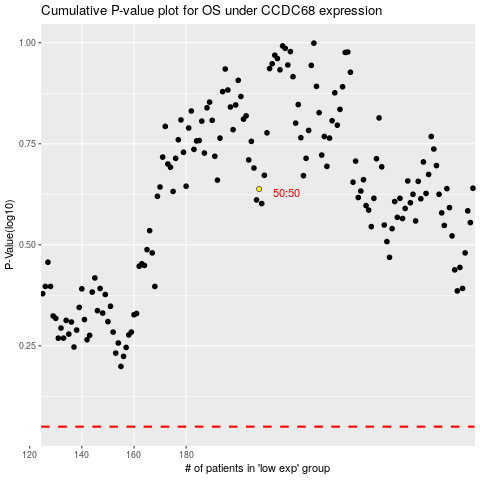 Cumulative P-value plot for OS under CCDC68 expression
1.00
0.75
0.50
0.25
P-Value(log10)
50:50
120 140 160 180
# of patients in 'low exp' group